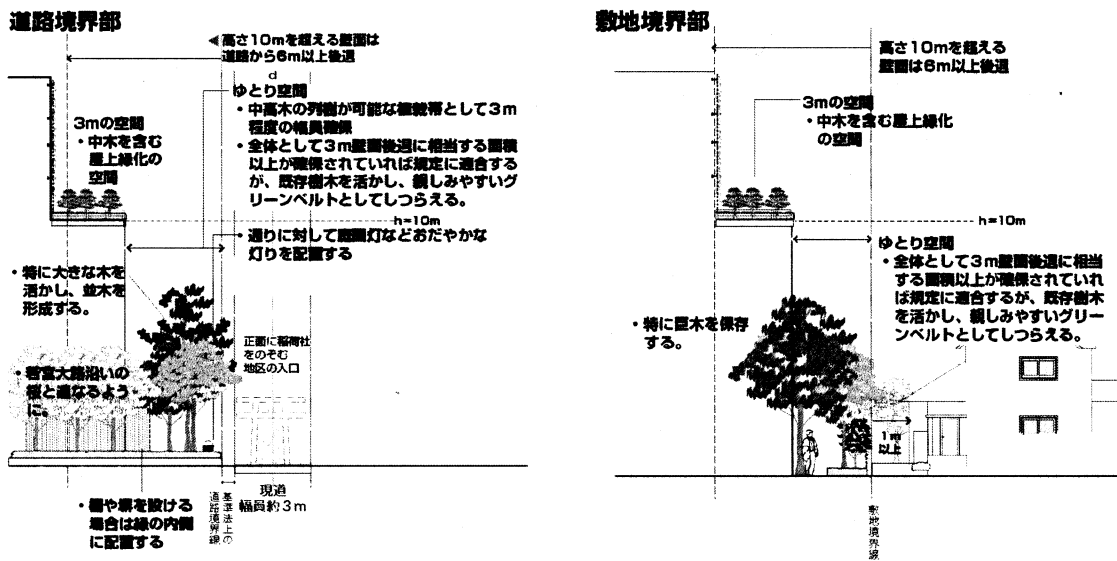 道路境界部
高さ10mを超える壁面は
道路から6m以上後退
d
ゆとり空間
・中高木の列樹が可能な植栽帯として3m
程度の幅員確保
・全体として3m壁面後退に相当する面積
以上が確保されていれば規定に適合する
が、既存樹木を活かし、親しみやすいグ
リーンベルトとしてしつらえる。
3mの空間
・中木を含む
屋上緑化の
空間
h=10m
・通りに対して庭園灯などおだやかな
灯りを配置する
・特に大きな木を
活かし、並木を
形成する。
正面に稲荷社
をのぞむ
地区の入口
・若宮大路沿いの
桜と連なるよう
に。
・柵や塀を設ける
場合は緑の内側
に配置する
基準法上の
道路境界線
現道
幅員約3m
敷地境界部
高さ10mを超える
壁面は6m以上後退
3mの空間
・中木を含む屋上緑化
の空間
h=10m
ゆとり空間
・全体として3m壁面後退に相当
する面積以上が確保されていれ
ば規定に適合するが、既存樹木
を活かし、親しみやすいグリー
ンベルトとしてしつらえる。
・特に巨木を保存
する。
1m
以上
敷地境界線